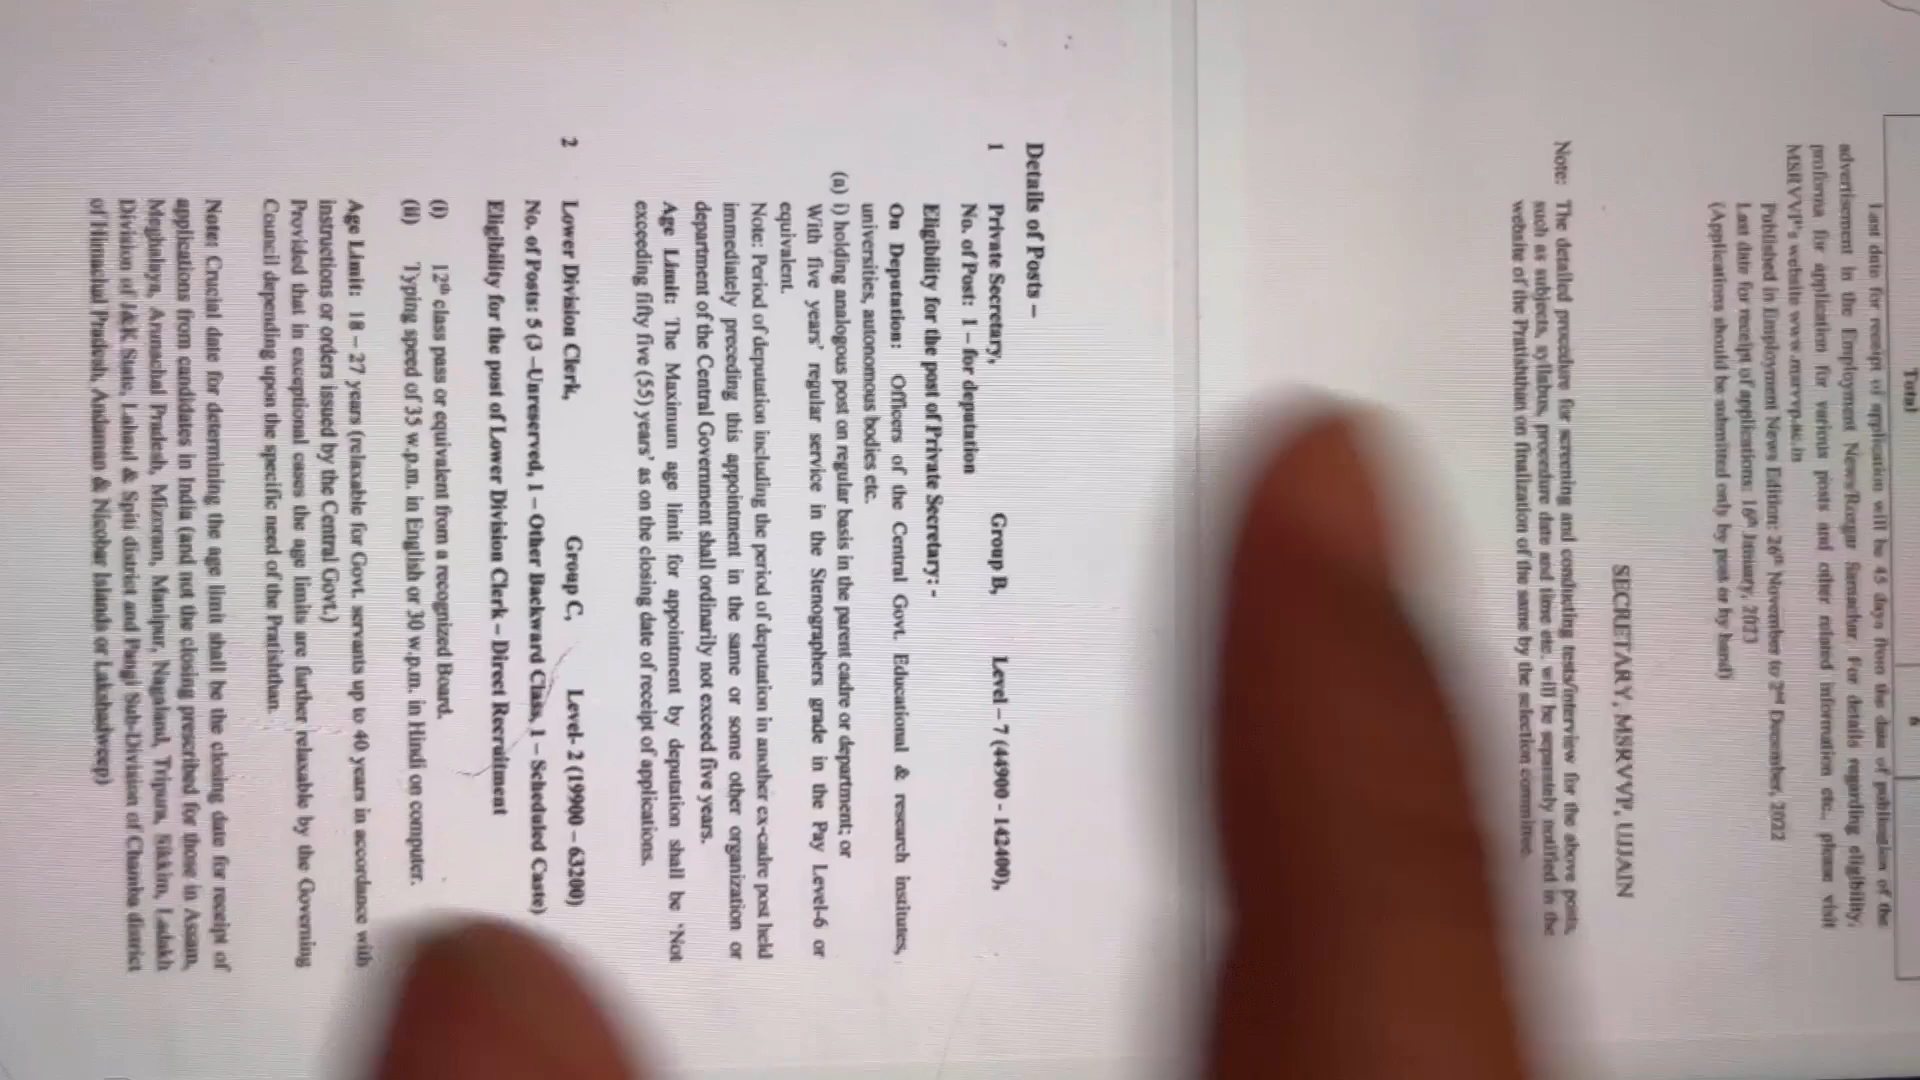 Total 6
Last date for receipt of application will be 45 days from the date of publication of the
advertisement in the Employment News/Rozgar Samachar. For details regarding eligibility,
proforma for application for various posts and other related information etc., please visit
MSRVVP's website www.msrvvp.ac.in
Published in Employment News Edition: 26th November to 2nd December, 2022
Last date for receipt of applications: 16th January, 2023
(Applications should be submitted only by post or by hand)
SECRETARY, MSRVVP, UJJAIN
Note: The detailed procedure for screening and conducting tests/interview for the above posts,
such as subjects, syllabus, procedure date and time etc. will be separately notified in the
website of the Pratishthan on finalization of the same by the selection committee.
Details of Posts –
1 Private Secretary, Group B, Level – 7 (44900 - 142400),
No. of Post: 1 – for deputation
Eligibility for the post of Private Secretary: -
On Deputation: Officers of the Central Govt. Educational & research institutes,
universities, autonomous bodies etc.
(a) i) holding analogous post on regular basis in the parent cadre or department; or
With five years' regular service in the Stenographers grade in the Pay Level-6 or
equivalent.
Note: Period of deputation including the period of deputation in another ex-cadre post held
immediately preceding this appointment in the same or some other organization or
department of the Central Government shall ordinarily not exceed five years.
Age Limit: The Maximum age limit for appointment by deputation shall be 'Not
exceeding fifty five (55) years' as on the closing date of receipt of applications.
2 Lower Division Clerk, Group C, Level- 2 (19900 – 63200)
No. of Posts: 5 (3 –Unreserved, 1 – Other Backward Class, 1 – Scheduled Caste)
Eligibility for the post of Lower Division Clerk – Direct Recruitment
(i) 12th class pass or equivalent from a recognized Board.
(ii) Typing speed of 35 w.p.m. in English or 30 w.p.m. in Hindi on computer.
Age Limit: 18 – 27 years (relaxable for Govt. servants up to 40 years in accordance with
instructions or orders issued by the Central Govt.)
Provided that in exceptional cases the age limits are further relaxable by the Governing
Council depending upon the specific need of the Pratishthan.
Note: Crucial date for determining the age limit shall be the closing date for receipt of
applications from candidates in India (and not the closing prescribed for those in Assam,
Meghalaya, Arunachal Pradesh, Mizoram, Manipur, Nagaland, Tripura, Sikkim, Ladakh
Division of J&K State, Lahaul & Spiti district and Pangi Sub-Division of Chamba district
of Himachal Pradesh, Andaman & Nicobar Islands or Lakshadweep)